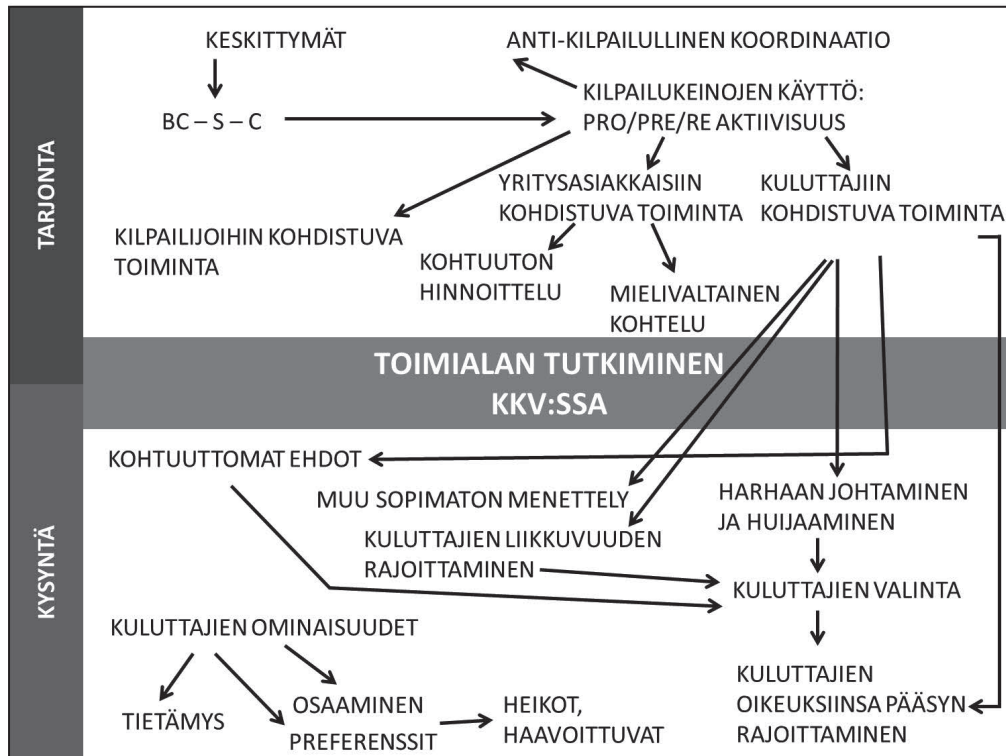 TARJONTA
KESKITTYMÄT
ANTI-KILPAILULLINEN KOORDINAATIO
BC – S – C
KILPAILUKEINOJEN KÄYTTÖ:
PRO/PRE/RE AKTIIVISUUS
YRITYSASIAKKAISIIN
KOHDISTUVA TOIMINTA
KULUTTAJIIN
KOHDISTUVA TOIMINTA
KILPAILIJOIHIN KOHDISTUVA
TOIMINTA
KOHTUUTON
HINNOITTELU
MIELIVALTAINEN
KOHTELU
TOIMIALAN TUTKIMINEN
KKV:SSA
KYSYNTÄ
KOHTUUTTOMAT EHDOT
MUU SOPIMATON MENETTELY
HARHAAN JOHTAMINEN
JA HUIJAAMINEN
KULUTTAJIEN LIIKKUVUUDEN
RAJOITTAMINEN
KULUTTAJIEN VALINTA
KULUTTAJIEN OMINAISUUDET
TIETÄMYS
OSAAMINEN
PREFERENSSIT
HEIKOT,
HAAVOITTUVAT
KULUTTAJIEN
OIKEUKSIINSA PÄÄSYN
RAJOITTAMINEN